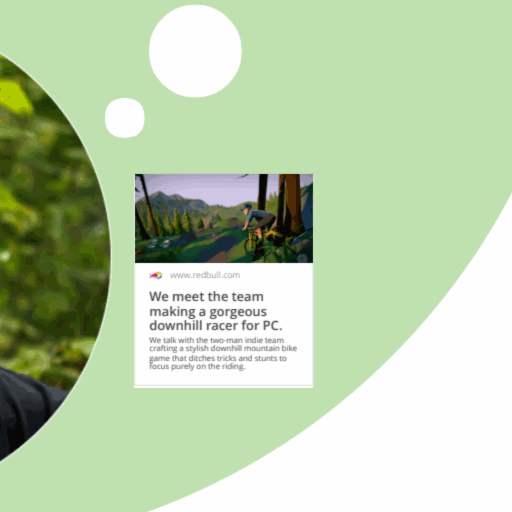 www.redbull.com
We meet the team
making a gorgeous
downhill racer for PC.
We talk with the two-man indie team
crafting a stylish downhill mountain bike
game that ditches tricks and stunts to
focus purely on the riding.